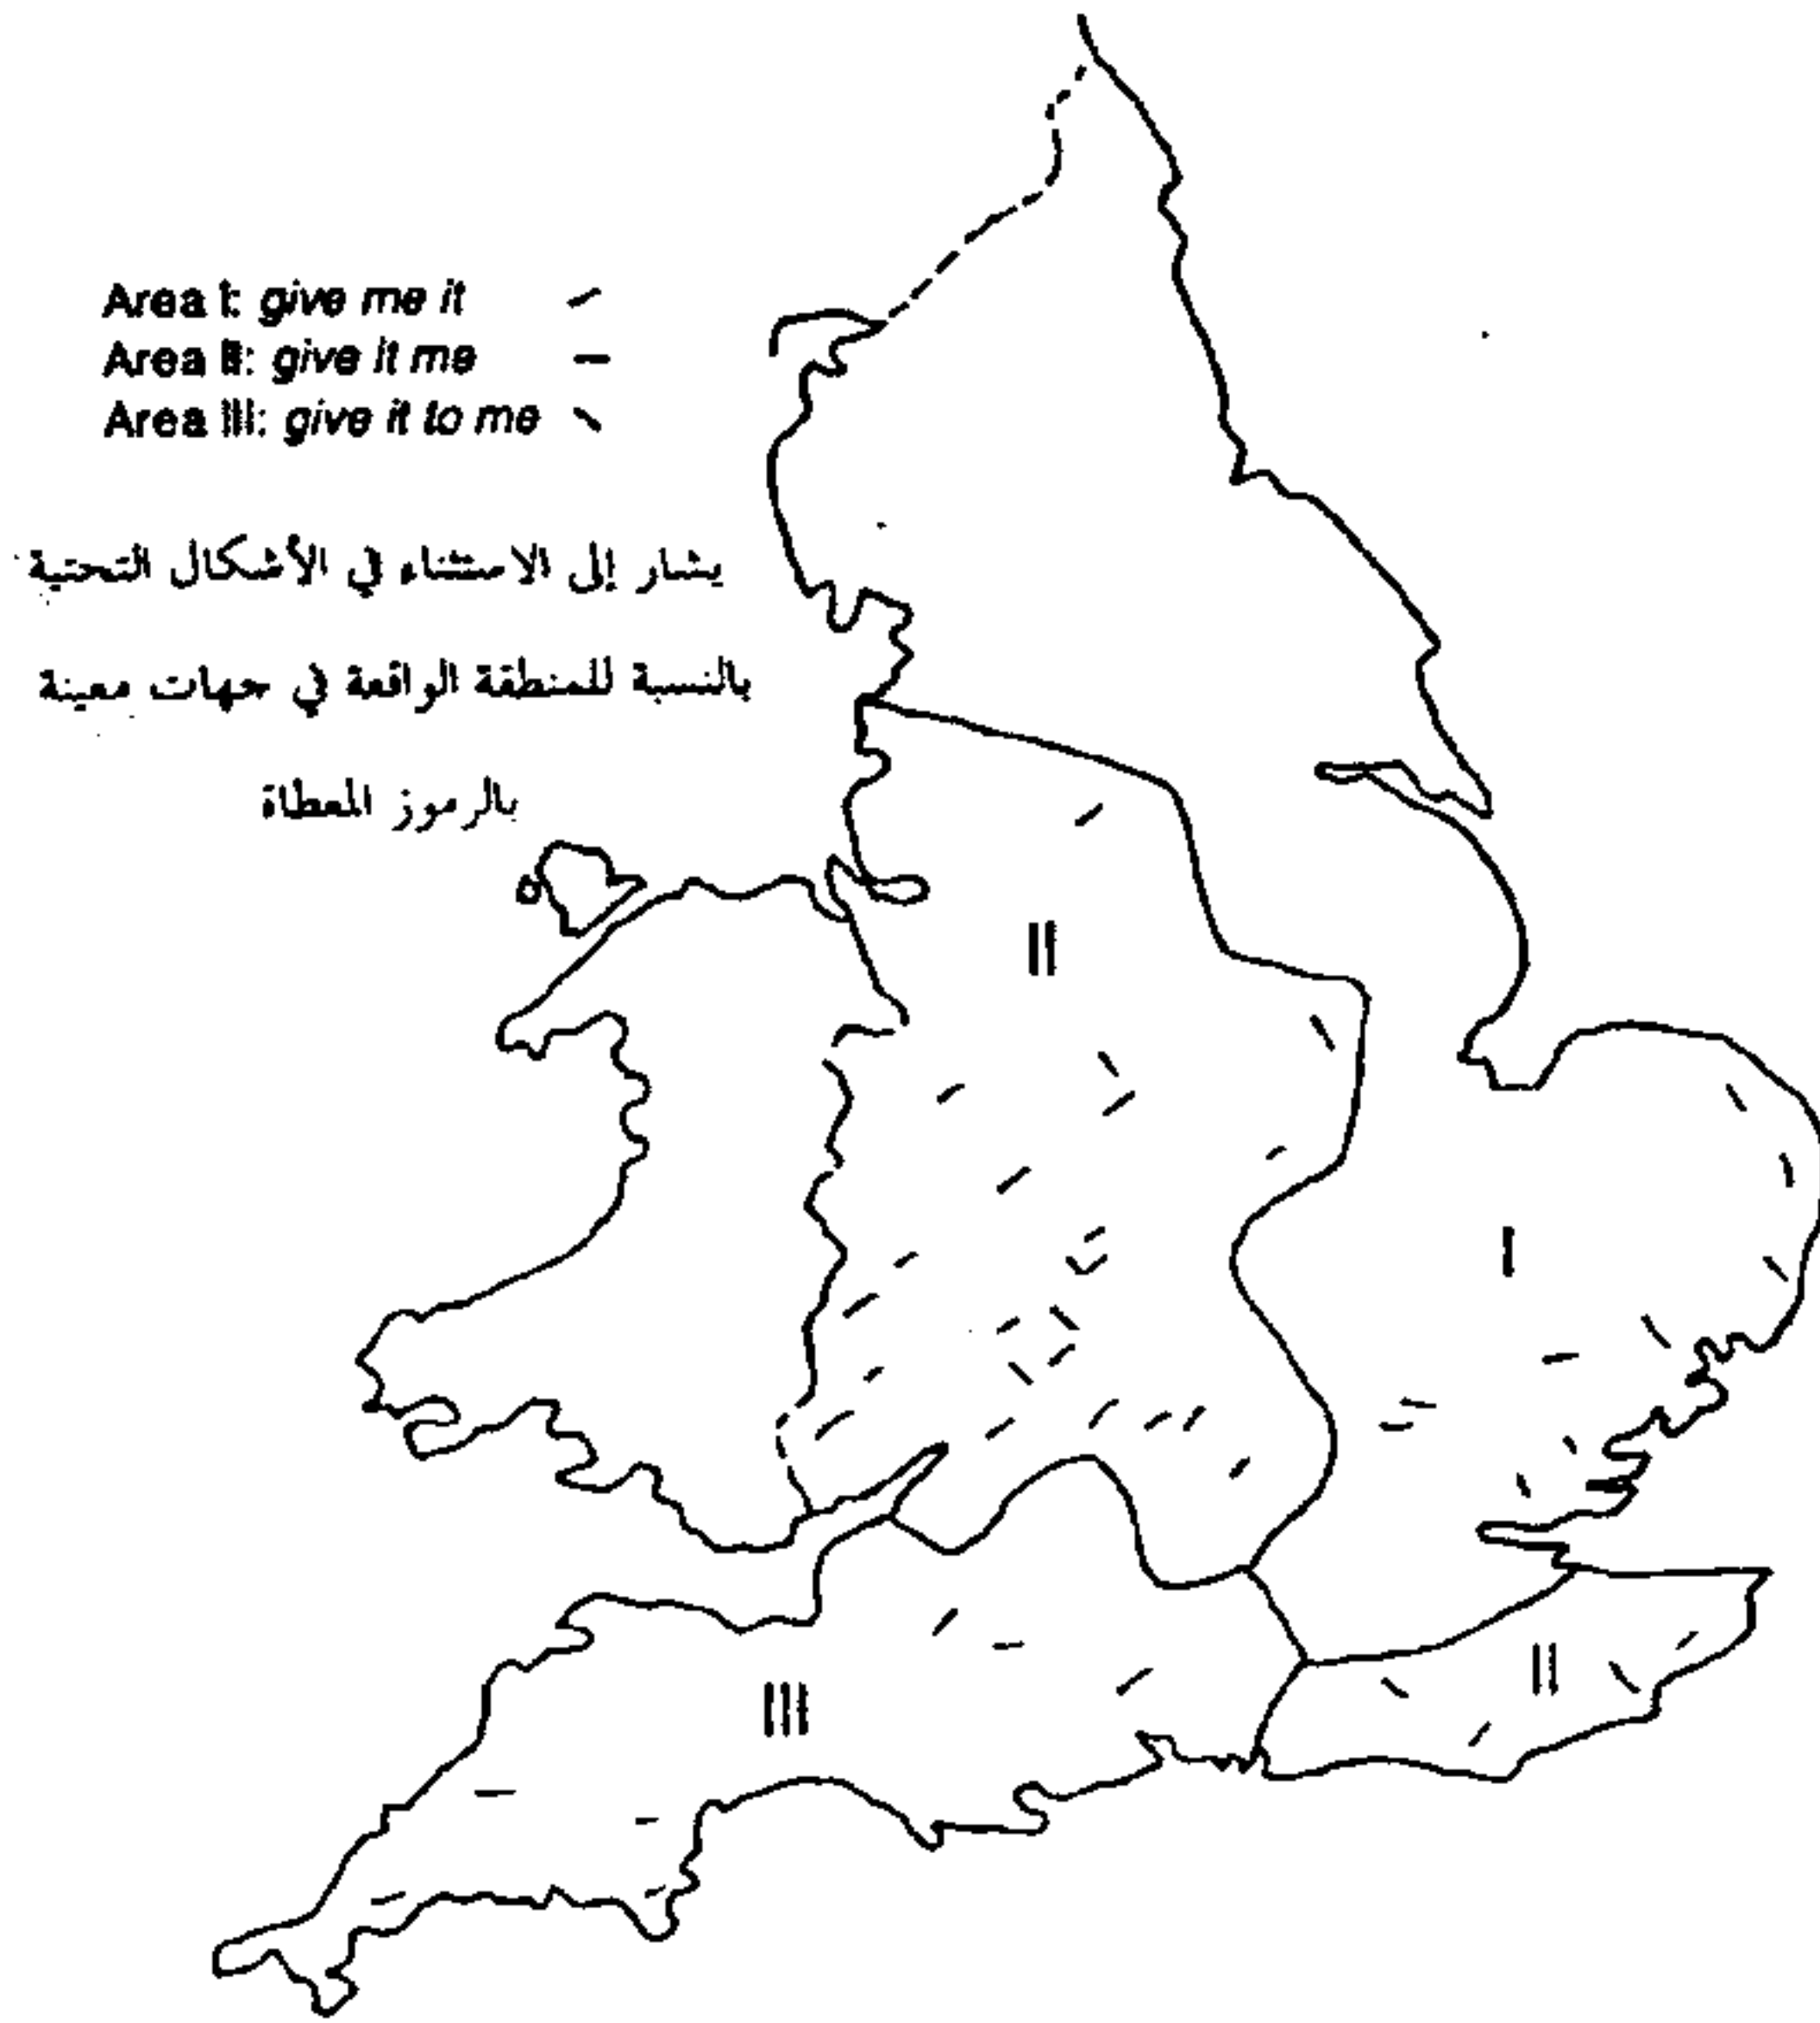 Area I: give me it
Area II: give it me
Area III: give it to me
يشار إلى الاستثناء في الأشكال التحتية
بالنسبة للمنطقة الواقعة في جهات معينة
بالرموز المعطاة
II
I
II
III